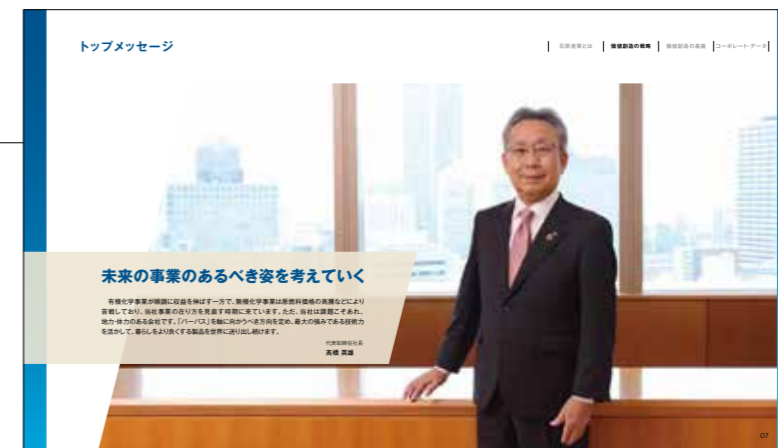 トップメッセージ
石原産業とは 価値創造の戦略 価値創造の基盤 コーポレート・データ
未来の事業のあるべき姿を考えていく
有機化学事業が順調に収益を伸ばす一方で、無機化学事業は原燃料価格の高騰などにより
苦戦しており、当社事業の在り方を見直す時期に来ています。ただ、当社は課題こそあれ、
地力・体力のある会社です。「パーパス」を軸に向かうべき方向を定め、最大の強みである技術力
を活かして、暮らしをより良くする製品を世界に送り出し続けます。
代表取締役社長
髙橋 英雄
07